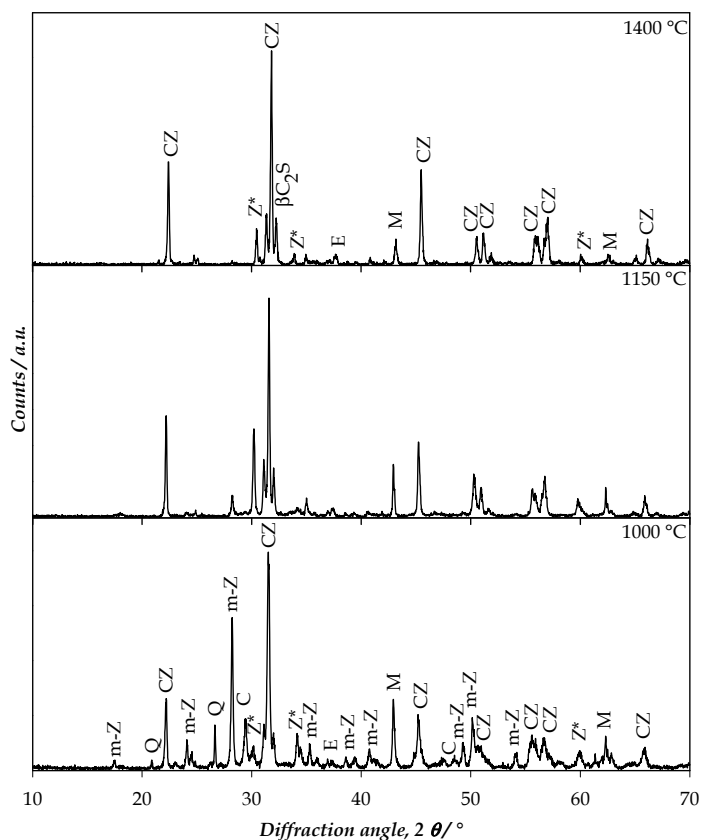 1400 °C
CZ
CZ
Z*
βC₂S
Z*
E
M
CZ
CZ
CZ
CZ
CZ
Z*
M
CZ
1150 °C
Counts / a.u.
1000 °C
m-Z
Q
CZ
m-Z
Q
m-Z
C
Z*
CZ
Z*
m-Z
E
m-Z
m-Z
M
CZ
C
m-Z
m-Z
CZ
m-Z
CZ
CZ
Z*
M
CZ
10 20 30 40 50 60 70
Diffraction angle, 2 θ / °